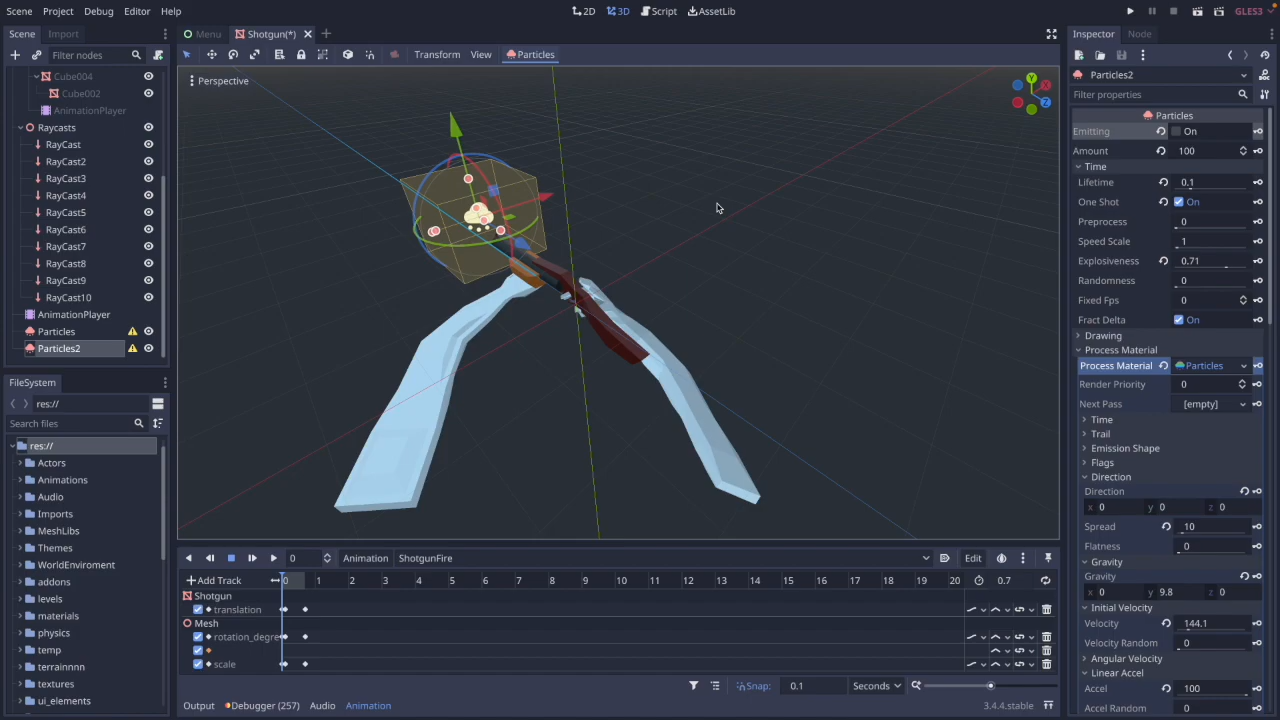 Scene Project Debug Editor Help
2D 3D Script AssetLib
GLES3
Scene Import
Filter nodes
Cube004
Cube002
AnimationPlayer
Raycasts
RayCast
RayCast2
RayCast3
RayCast4
RayCast5
RayCast6
RayCast7
RayCast8
RayCast9
RayCast10
AnimationPlayer
Particles
Particles2
FileSystem
res://
Search files
res://
Actors
Animations
Audio
Imports
MeshLibs
Themes
WorldEnviroment
addons
levels
materials
physics
temp
terrainnnn
textures
ui_elements
Menu Shotgun(*)
Transform View Particles
Perspective
Y
X
Z
0 Animation ShotgunFire Edit
Add Track 0 1 2 3 4 5 6 7 8 9 10 11 12 13 14 15 16 17 18 19 20 0.7
Shotgun
translation
Mesh
rotation_degre
scale
Snap: 0.1 Seconds
Output Debugger (257) Audio Animation 3.4.4.stable
Inspector Node
Particles2
Filter properties
Particles
Emitting On
Amount 100
Time
Lifetime 0.1
One Shot On
Preprocess 0
Speed Scale 1
Explosiveness 0.71
Randomness 0
Fixed Fps 0
Fract Delta On
Drawing
Process Material
Process Material Particles
Render Priority 0
Next Pass [empty]
Time
Trail
Emission Shape
Flags
Direction
Direction
x 0 y 0 z 0
Spread 10
Flatness 0
Gravity
Gravity
x 0 y 9.8 z 0
Initial Velocity
Velocity 144.1
Velocity Random 0
Angular Velocity
Linear Accel
Accel 100
Accel Random 0